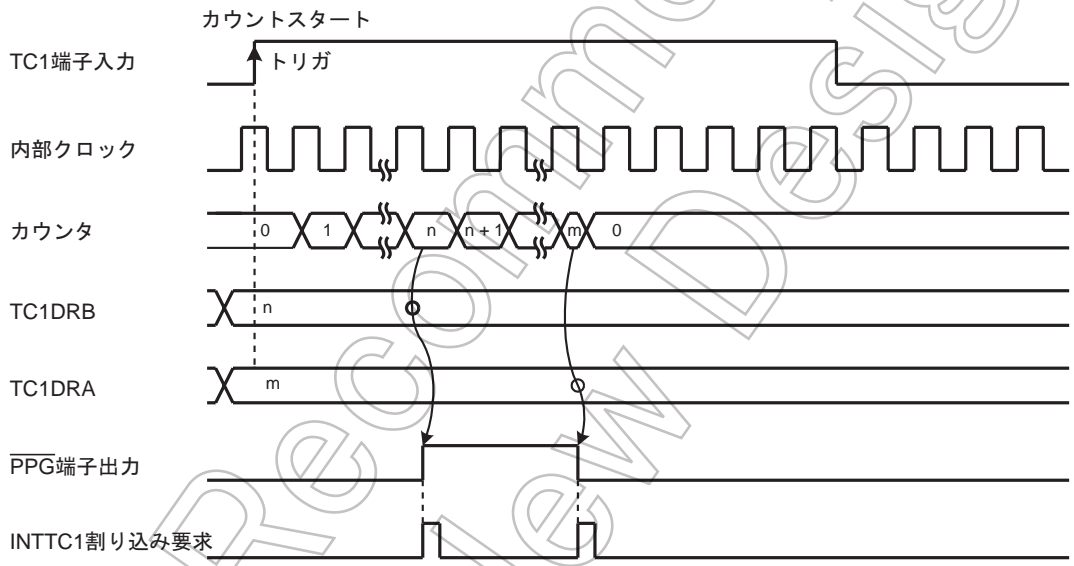 カウントスタート
TC1端子入力
トリガ
内部クロック
カウンタ 0 1 n n + 1 m 0
TC1DRB n
TC1DRA m
PPG端子出力
INTTC1割り込み要求